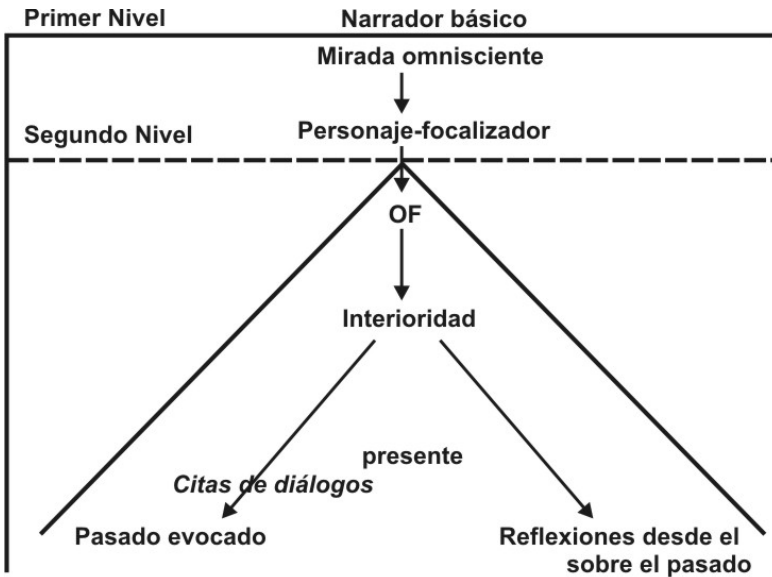 Primer Nivel
Narrador básico
Mirada omnisciente
Segundo Nivel
Personaje-focalizador
OF
Interioridad
presente
Citas de diálogos
Pasado evocado
Reflexiones desde el
sobre el pasado